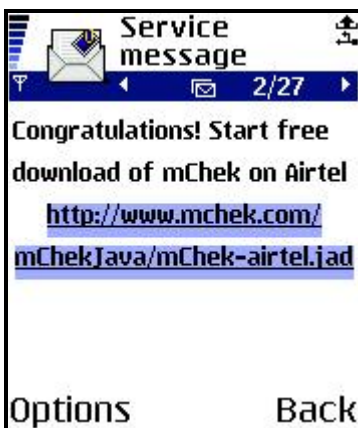 Service
message
2/27
Congratulations! Start free
download of mChek on Airtel
http://www.mchek.com/
mChekJava/mChek-airtel.jad
Options Back